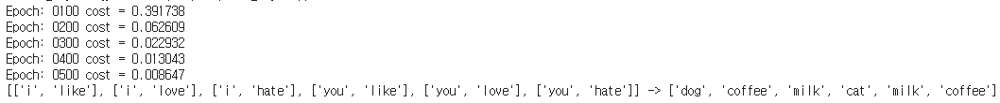 Epoch: 0100 cost = 0.391738
Epoch: 0200 cost = 0.062609
Epoch: 0300 cost = 0.022932
Epoch: 0400 cost = 0.013043
Epoch: 0500 cost = 0.008647
[['i', 'like'], ['i', 'love'], ['i', 'hate'], ['you', 'like'], ['you', 'love'], ['you', 'hate']] -> ['dog', 'coffee', 'milk', 'cat', 'milk', 'coffee']